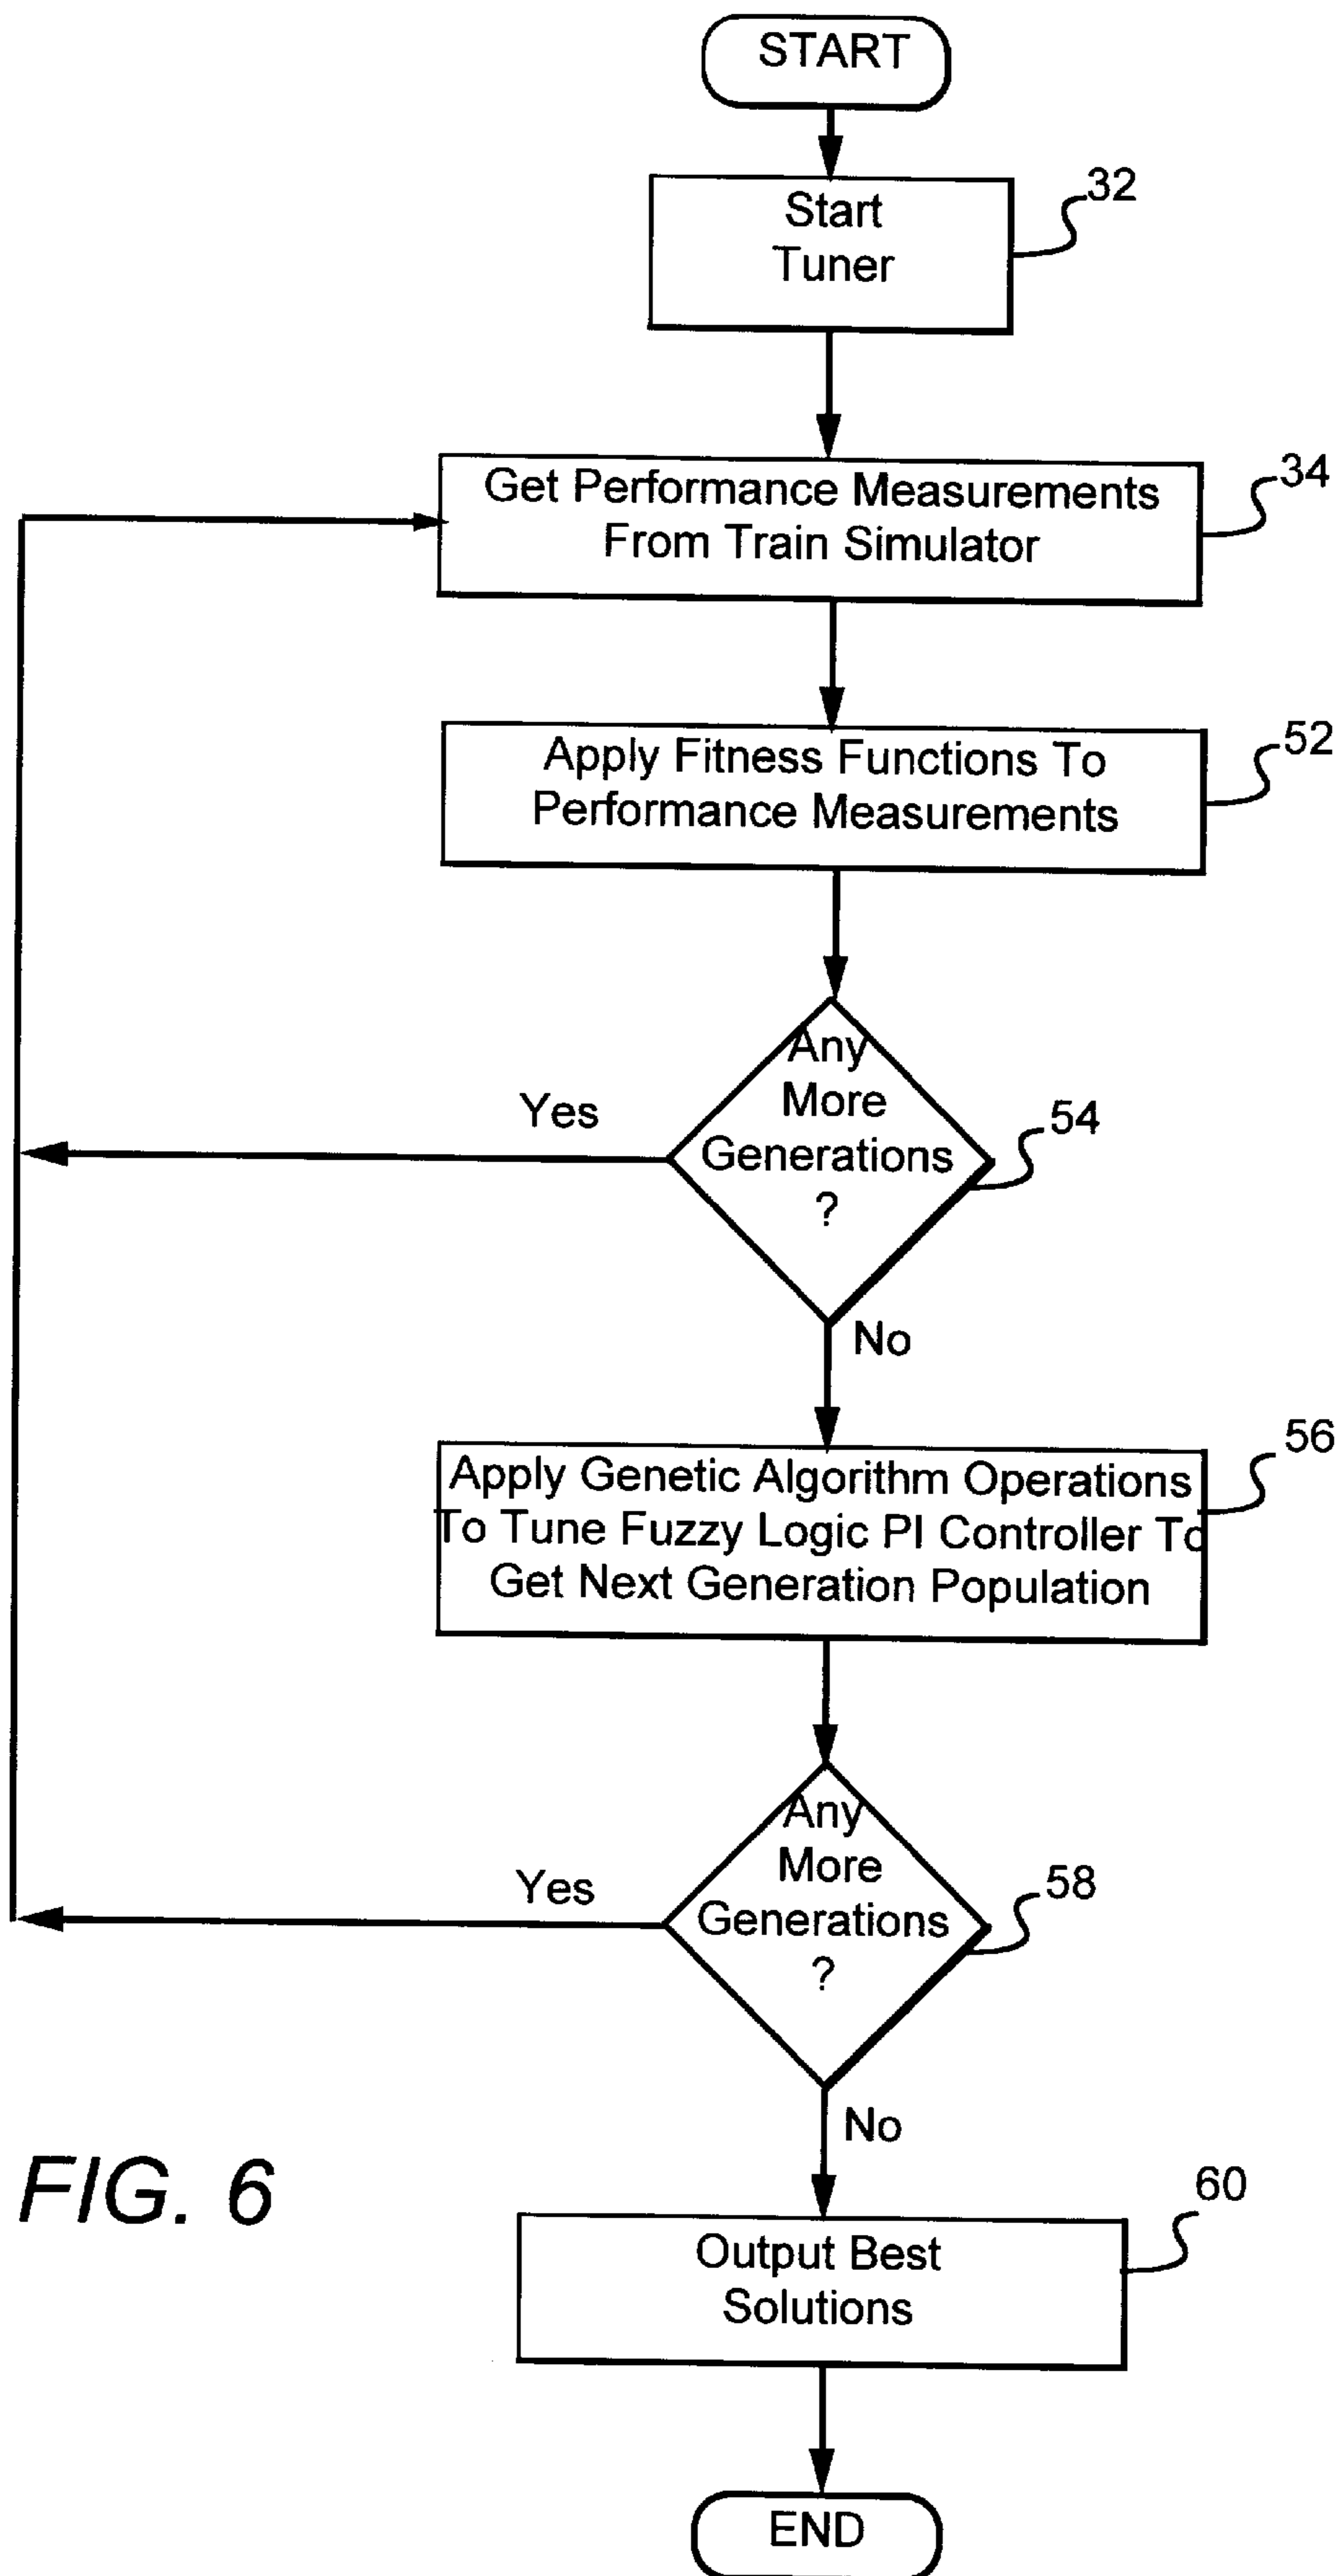 START
Start
Tuner
32
Get Performance Measurements
From Train Simulator
34
Apply Fitness Functions To
Performance Measurements
52
Any
More
Generations
?
Yes
54
No
Apply Genetic Algorithm Operations
To Tune Fuzzy Logic PI Controller To
Get Next Generation Population
56
Any
More
Generations
?
Yes
58
No
FIG. 6
Output Best
Solutions
60
END